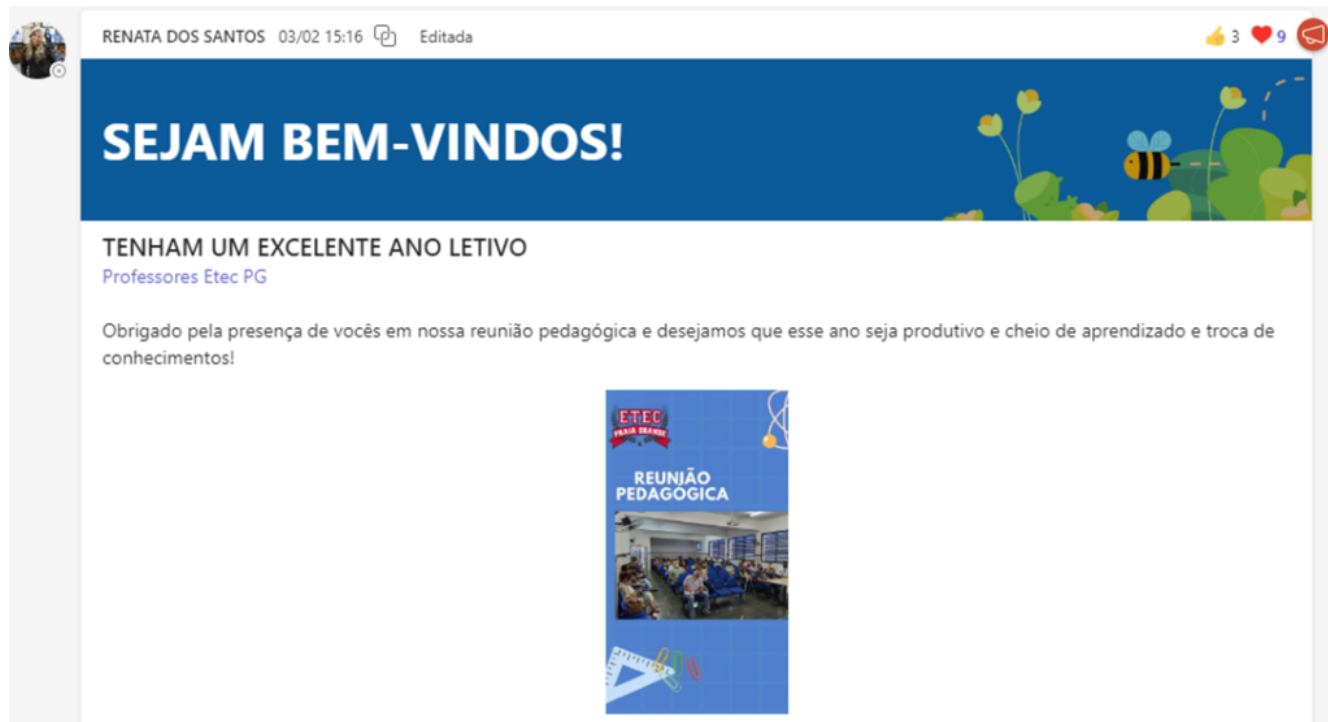 RENATA DOS SANTOS 03/02 15:16 Editada 3 9
SEJAM BEM-VINDOS!
TENHAM UM EXCELENTE ANO LETIVO
Professores Etec PG
Obrigado pela presença de vocês em nossa reunião pedagógica e desejamos que esse ano seja produtivo e cheio de aprendizado e troca de
conhecimentos!
ETEC
PRAIA GRANDE
REUNIÃO
PEDAGÓGICA